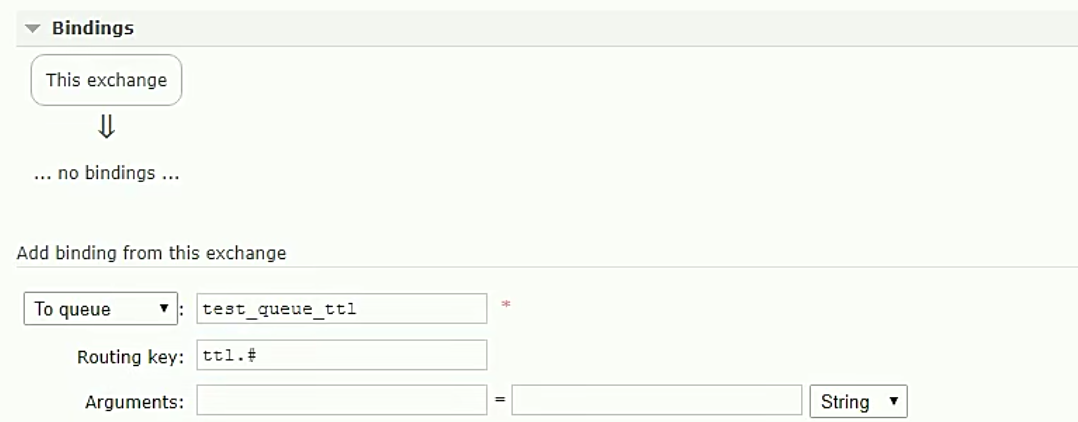 Bindings
This exchange
⇓
... no bindings ...
Add binding from this exchange
To queue : test_queue_ttl *
Routing key: ttl.#
Arguments: = String